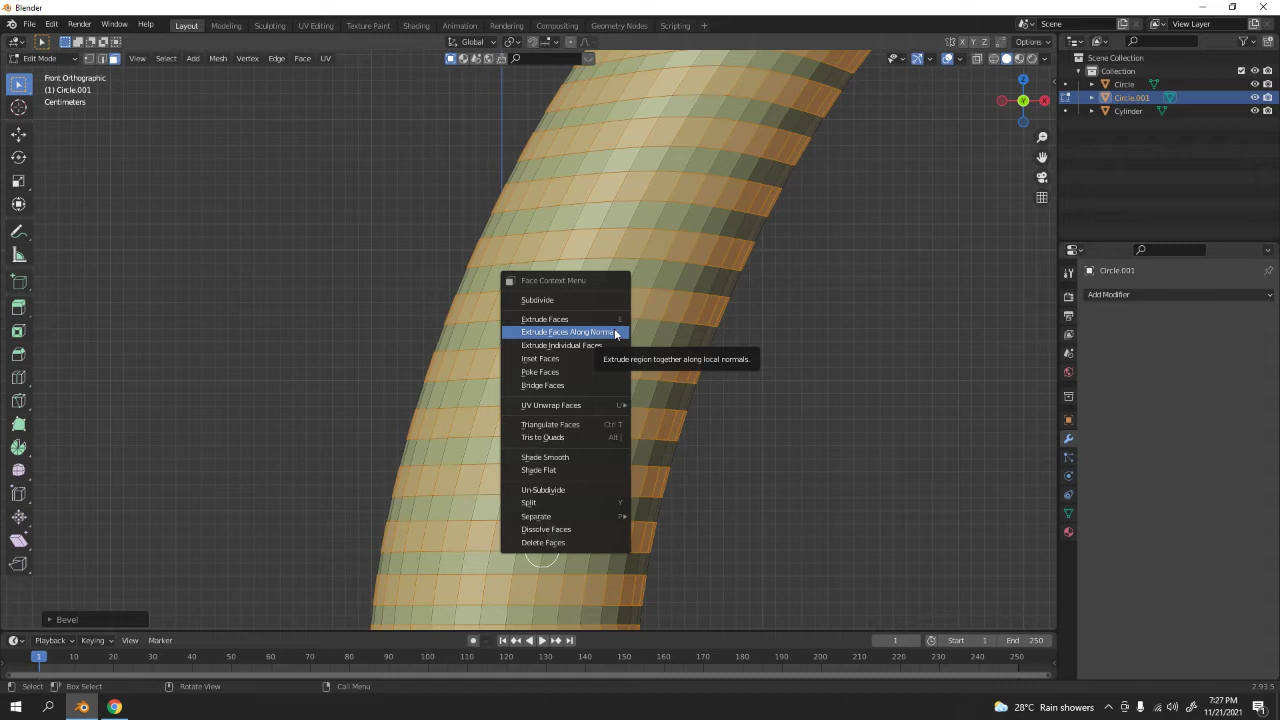 Blender
File Edit Render Window Help Layout Modeling Sculpting UV Editing Texture Paint Shading Animation Rendering Compositing Geometry Nodes Scripting + Scene View Layer
Global X Y Z Options
Edit Mode View Select Add Mesh Vertex Edge Face UV
Front Orthographic
(1) Circle.001
Centimeters
Z
Y
X
Scene Collection
Collection
Circle
Circle.001
Cylinder
Circle.001
Add Modifier
Face Context Menu
Subdivide
Extrude Faces E
Extrude Faces Along Normals
Extrude Individual Faces
Extrude region together along local normals.
Inset Faces
Poke Faces
Bridge Faces
UV Unwrap Faces U
Triangulate Faces Ctrl T
Tris to Quads Alt J
Shade Smooth
Shade Flat
Un-Subdivide
Split Y
Separate P
Dissolve Faces
Delete Faces
Bevel
Playback Keying View Marker 1 Start 1 End 250
1 10 20 30 40 50 60 70 80 90 100 110 120 130 140 150 160 170 180 190 200 210 220 230 240 250
Select Box Select Rotate View Call Menu 2.93.5
28°C Rain showers 7:27 PM
11/21/2021